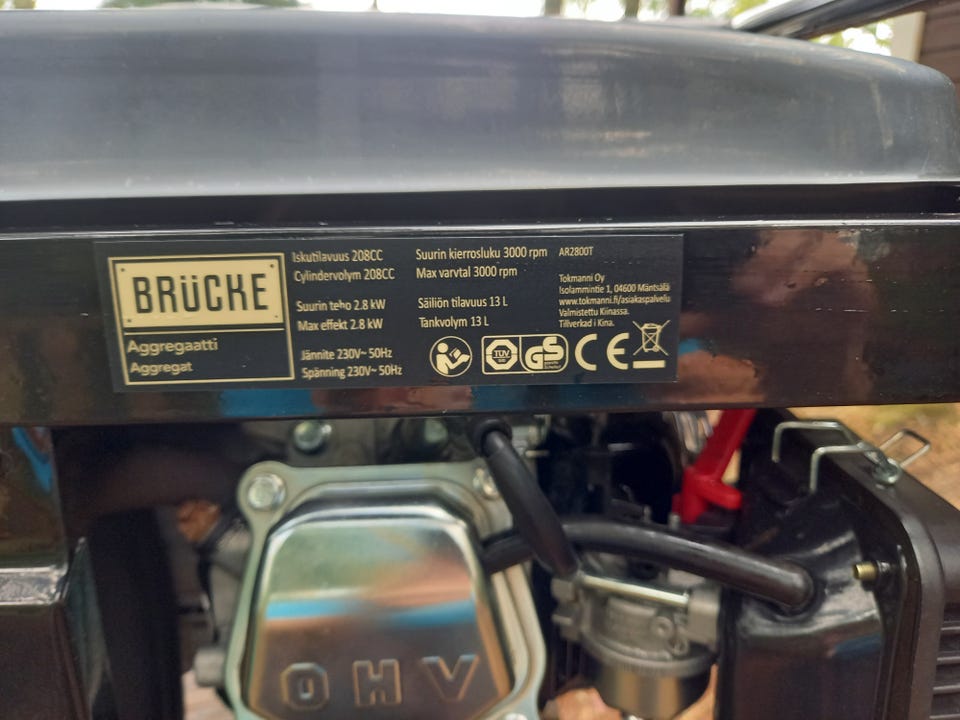 BRÜCKE
Aggregaatti
Aggregat
Iskutilavuus 208CC
Cylindervolym 208CC
Suurin teho 2.8 kW
Max effekt 2.8 kW
Jännite 230V~ 50Hz
Spänning 230V~ 50Hz
Suurin kierrosluku 3000 rpm
Max varvtal 3000 rpm
Säiliön tilavuus 13 L
Tankvolym 13 L
TÜV
GS
CE
AR2800T
Tokmanni Oy
Isolammintie 1, 04600 Mäntsälä
www.tokmanni.fi/asiakaspalvelu
Valmistettu Kiinassa.
Tillverkad i Kina.
OHV